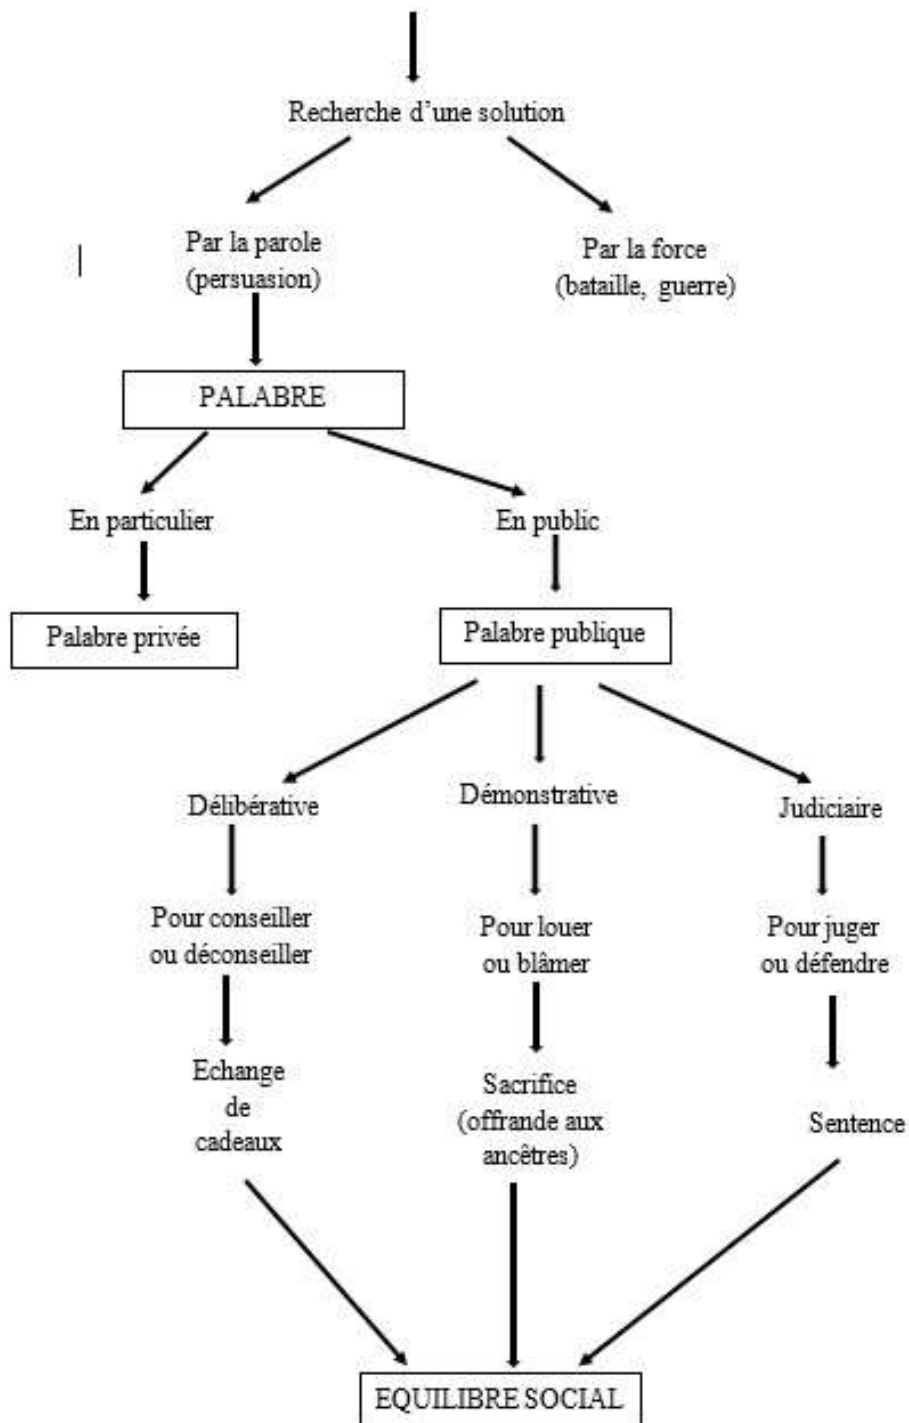 Recherche d'une solution
Par la parole
(persuasion)
Par la force
(bataille, guerre)
PALABRE
En particulier
En public
Palabre privée
Palabre publique
Délibérative
Démonstrative
Judiciaire
Pour conseiller
ou déconseiller
Pour louer
ou blâmer
Pour juger
ou défendre
Echange
de
cadeaux
Sacrifice
(offrande aux
ancêtres)
Sentence
EQUILIBRE SOCIAL